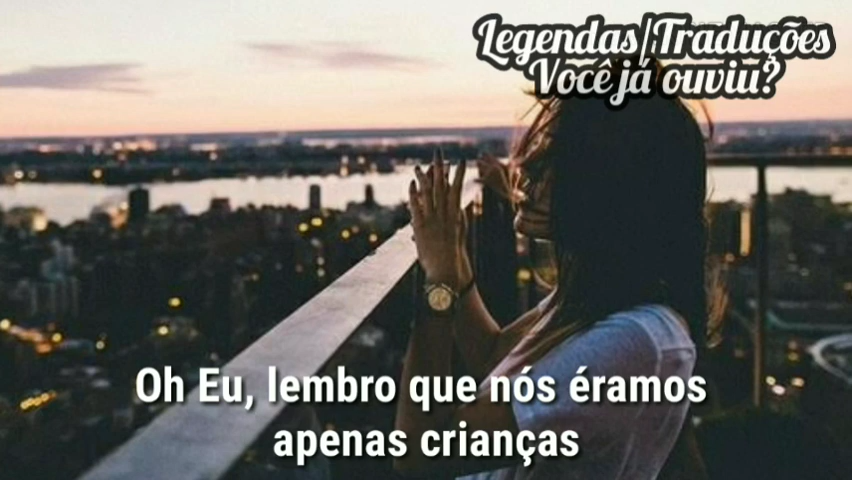 Legendas/Traduções
Você já ouviu?
Oh Eu, lembro que nós éramos
apenas crianças